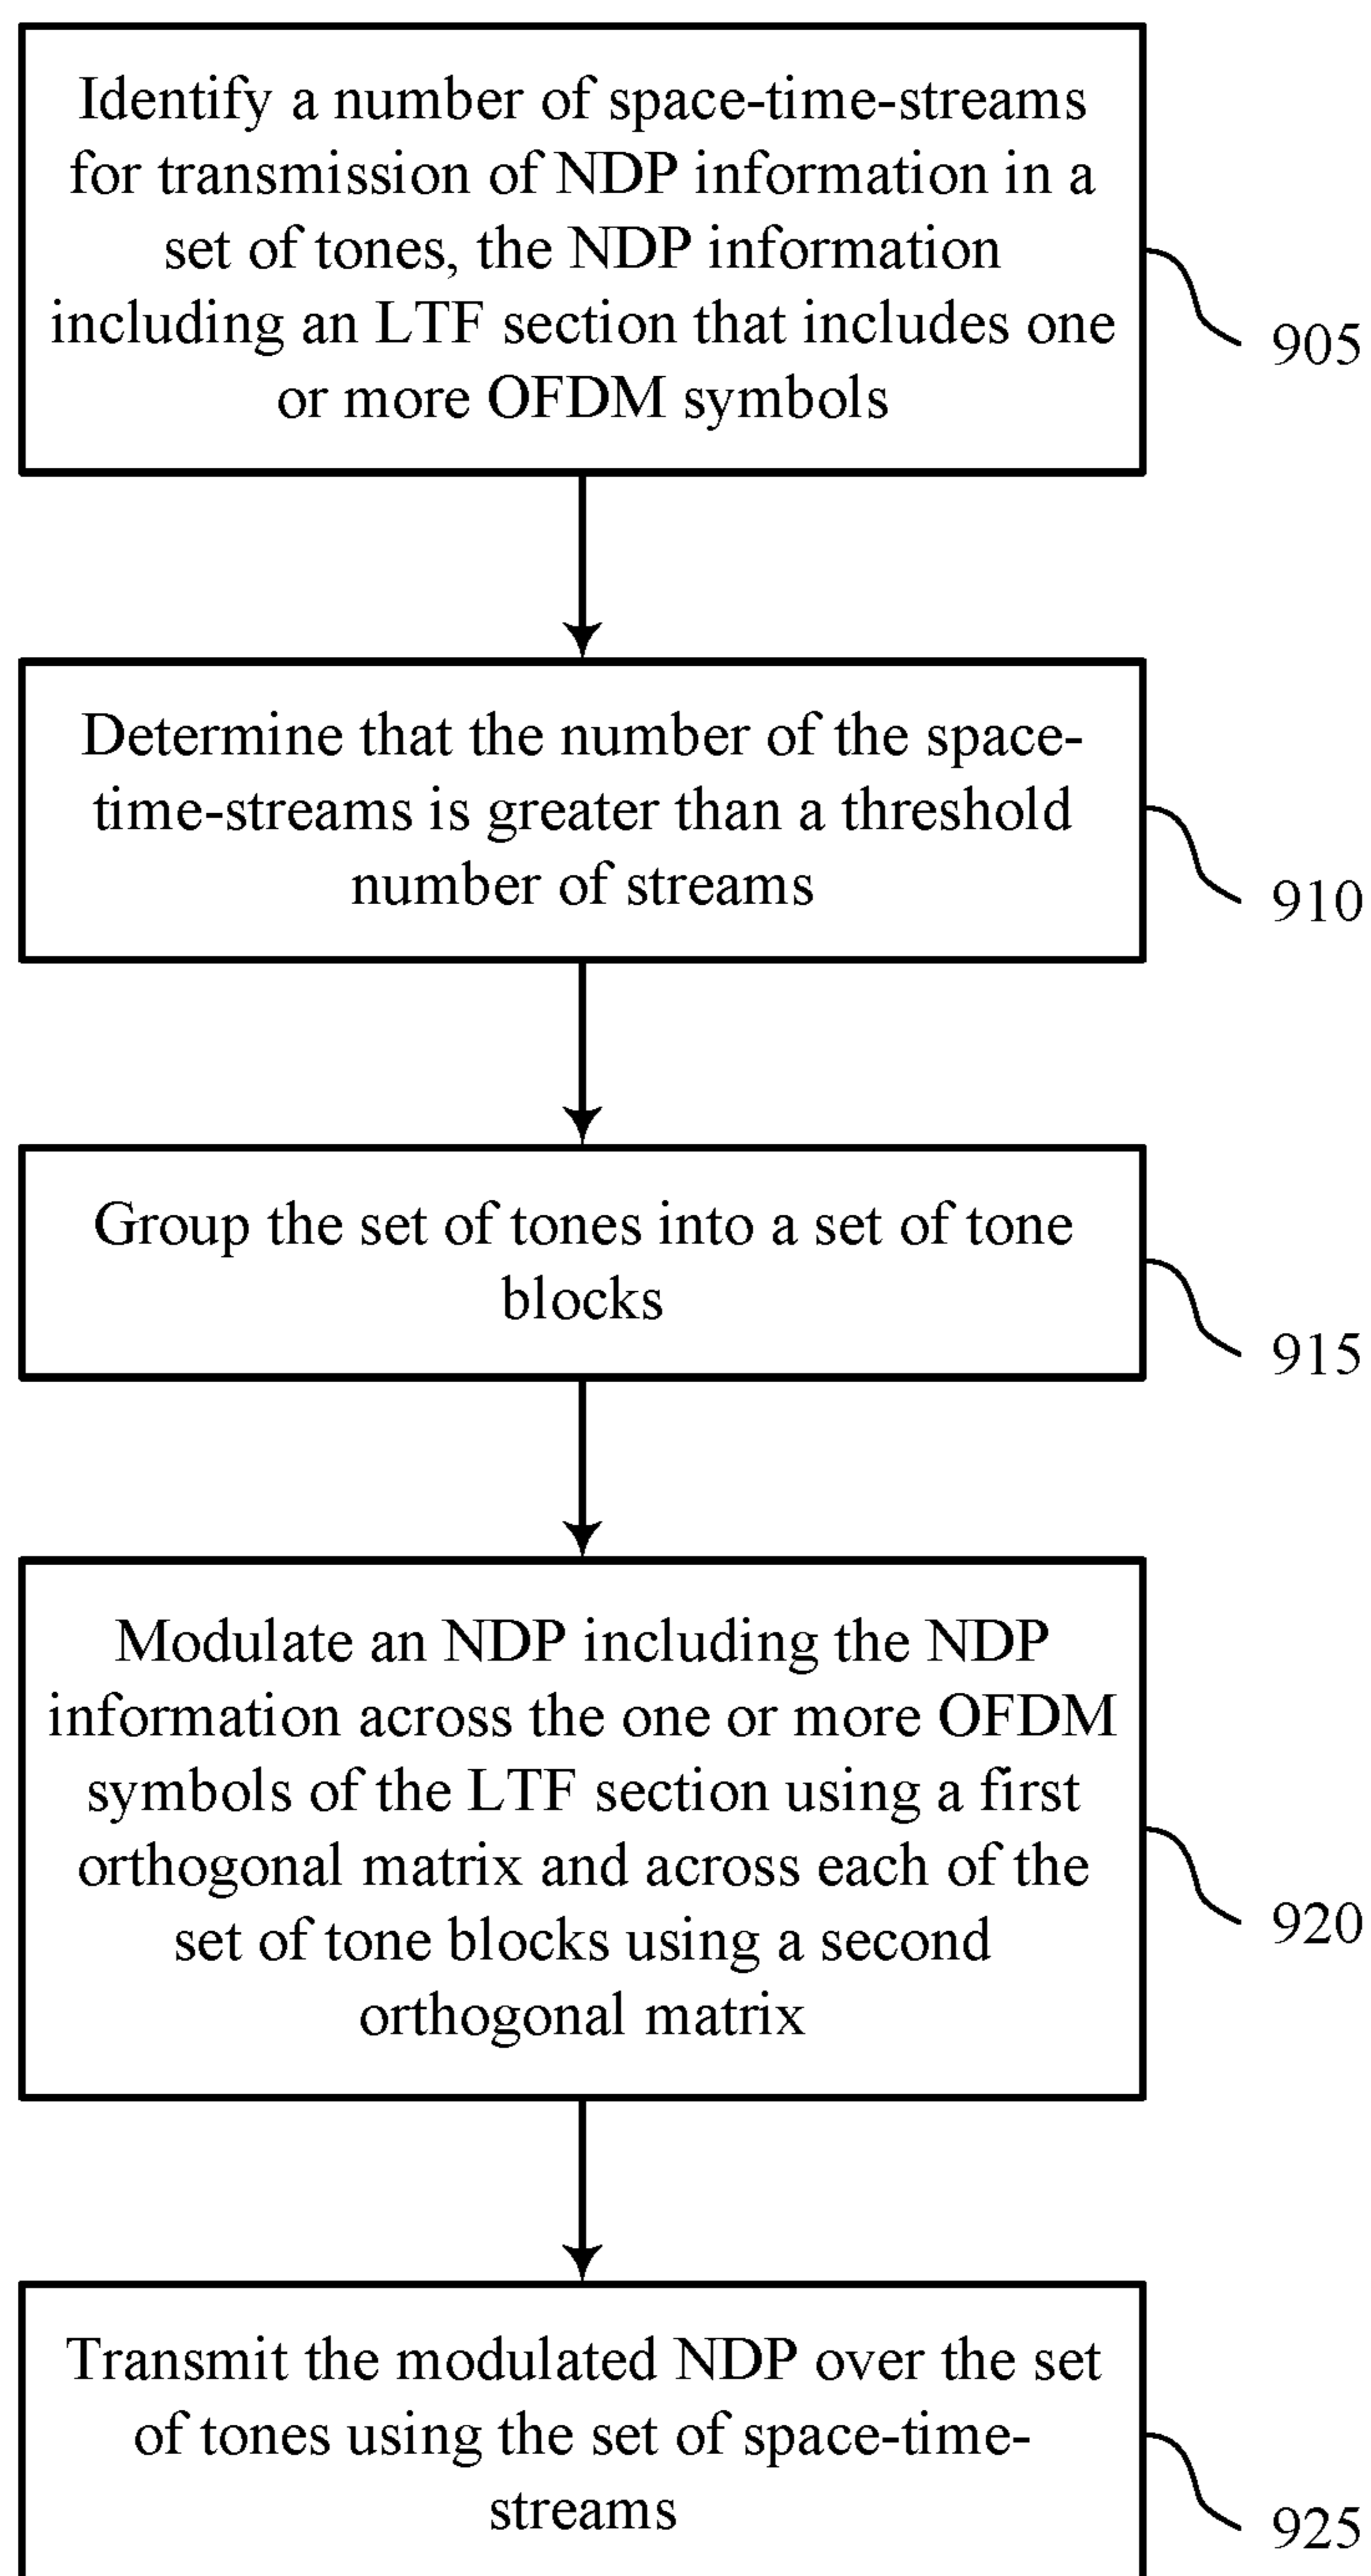 Identify a number of space-time-streams
for transmission of NDP information in a
set of tones, the NDP information
including an LTF section that includes one
or more OFDM symbols
905
Determine that the number of the space-
time-streams is greater than a threshold
number of streams
910
Group the set of tones into a set of tone
blocks
915
Modulate an NDP including the NDP
information across the one or more OFDM
symbols of the LTF section using a first
orthogonal matrix and across each of the
set of tone blocks using a second
orthogonal matrix
920
Transmit the modulated NDP over the set
of tones using the set of space-time-
streams
925